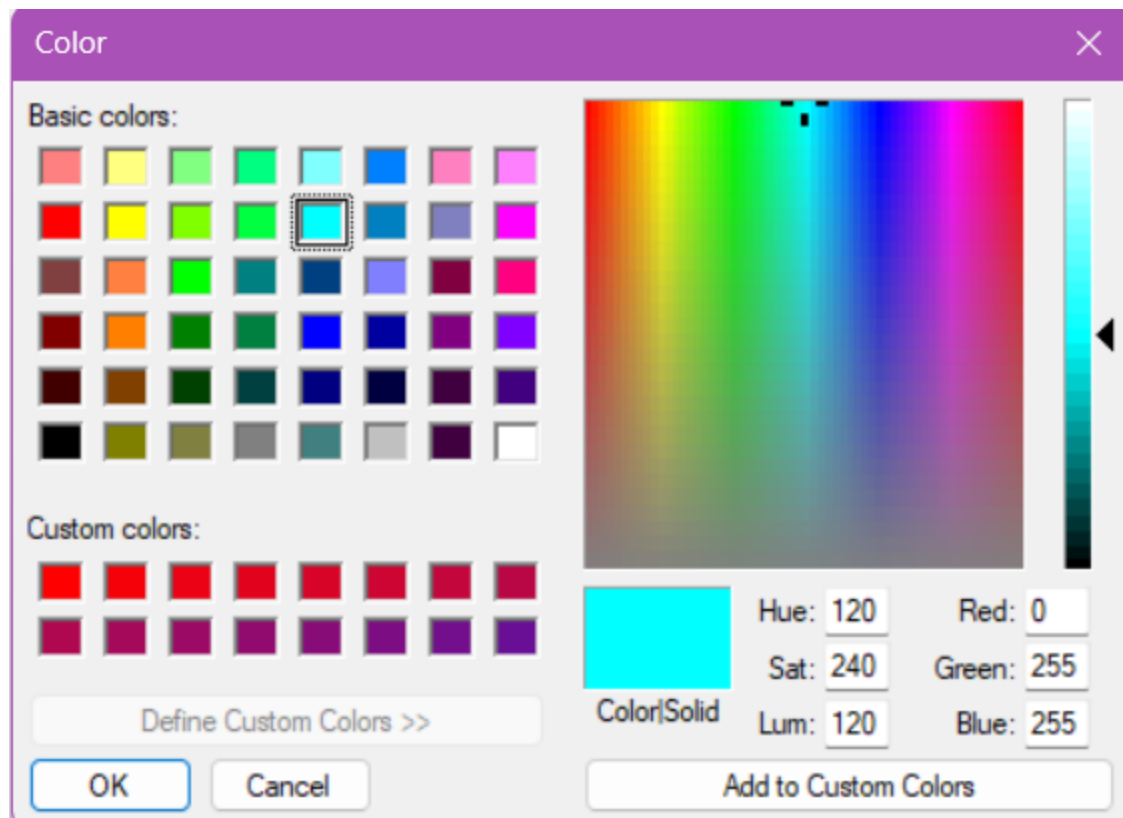 Color
Basic colors:
Custom colors:
Define Custom Colors >>
OK
Cancel
Color|Solid
Hue: 120
Sat: 240
Lum: 120
Red: 0
Green: 255
Blue: 255
Add to Custom Colors